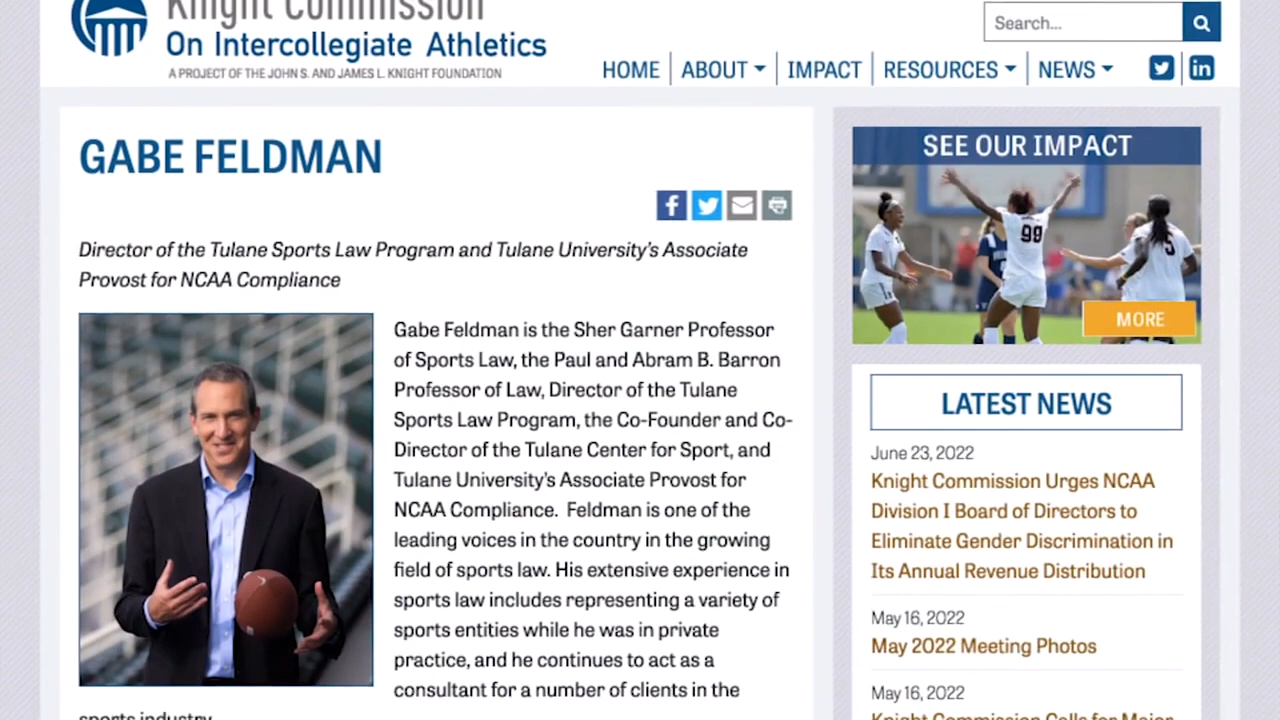 Knight Commission
On Intercollegiate Athletics
A PROJECT OF THE JOHN S. AND JAMES L. KNIGHT FOUNDATION
Search...
HOME ABOUT IMPACT RESOURCES NEWS
GABE FELDMAN
Director of the Tulane Sports Law Program and Tulane University's Associate
Provost for NCAA Compliance
Gabe Feldman is the Sher Garner Professor
of Sports Law, the Paul and Abram B. Barron
Professor of Law, Director of the Tulane
Sports Law Program, the Co-Founder and Co-
Director of the Tulane Center for Sport, and
Tulane University's Associate Provost for
NCAA Compliance.  Feldman is one of the
leading voices in the country in the growing
field of sports law. His extensive experience in
sports law includes representing a variety of
sports entities while he was in private
practice, and he continues to act as a
consultant for a number of clients in the
sports industry.
SEE OUR IMPACT
99
5
MORE
LATEST NEWS
June 23, 2022
Knight Commission Urges NCAA
Division I Board of Directors to
Eliminate Gender Discrimination in
Its Annual Revenue Distribution
May 16, 2022
May 2022 Meeting Photos
May 16, 2022
Knight Commission Calls for Major